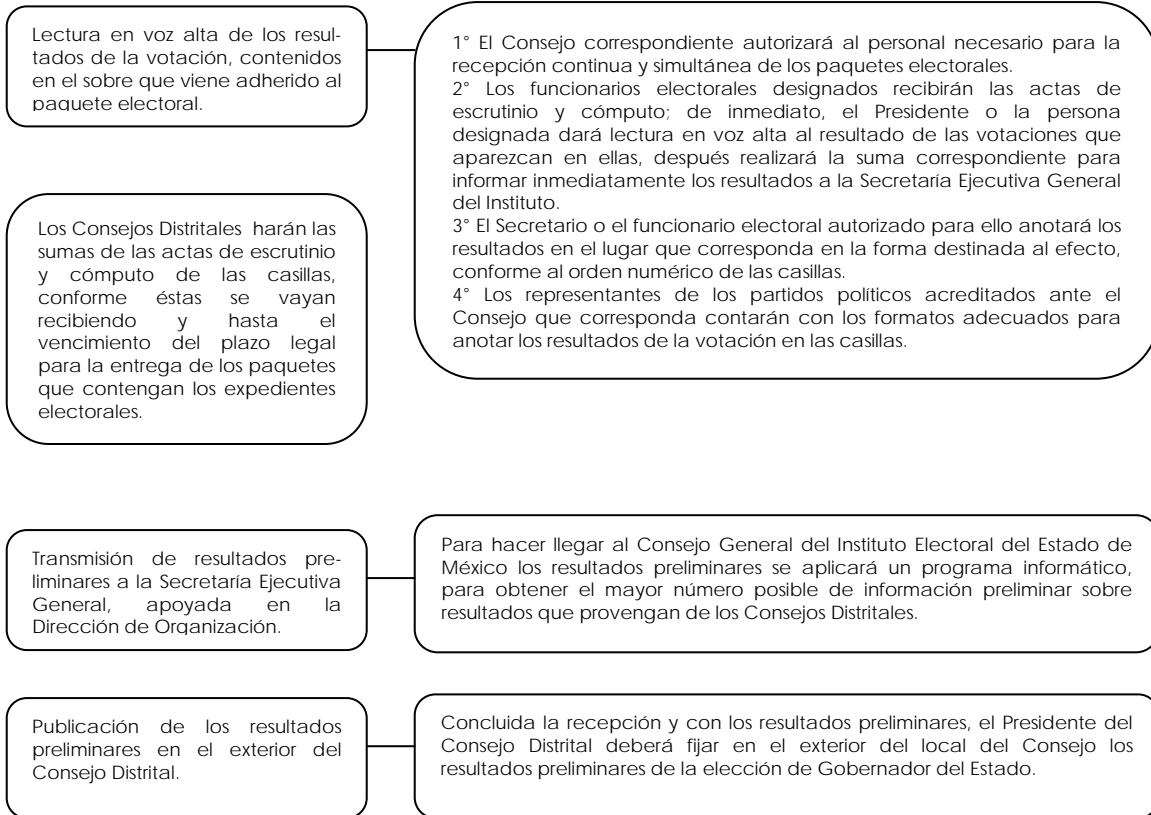 Lectura en voz alta de los resul-
tados de la votación, contenidos
en el sobre que viene adherido al
paquete electoral.
1° El Consejo correspondiente autorizará al personal necesario para la
recepción continua y simultánea de los paquetes electorales.
2° Los funcionarios electorales designados recibirán las actas de
escrutinio y cómputo; de inmediato, el Presidente o la persona
designada dará lectura en voz alta al resultado de las votaciones que
aparezcan en ellas, después realizará la suma correspondiente para
informar inmediatamente los resultados a la Secretaría Ejecutiva General
del Instituto.
3° El Secretario o el funcionario electoral autorizado para ello anotará los
resultados en el lugar que corresponda en la forma destinada al efecto,
conforme al orden numérico de las casillas.
4° Los representantes de los partidos políticos acreditados ante el
Consejo que corresponda contarán con los formatos adecuados para
anotar los resultados de la votación en las casillas.
Los Consejos Distritales harán las
sumas de las actas de escrutinio
y cómputo de las casillas,
conforme éstas se vayan
recibiendo y hasta el
vencimiento del plazo legal
para la entrega de los paquetes
que contengan los expedientes
electorales.
Transmisión de resultados pre-
liminares a la Secretaría Ejecutiva
General, apoyada en la
Dirección de Organización.
Para hacer llegar al Consejo General del Instituto Electoral del Estado de
México los resultados preliminares se aplicará un programa informático,
para obtener el mayor número posible de información preliminar sobre
resultados que provengan de los Consejos Distritales.
Publicación de los resultados
preliminares en el exterior del
Consejo Distrital.
Concluida la recepción y con los resultados preliminares, el Presidente del
Consejo Distrital deberá fijar en el exterior del local del Consejo los
resultados preliminares de la elección de Gobernador del Estado.